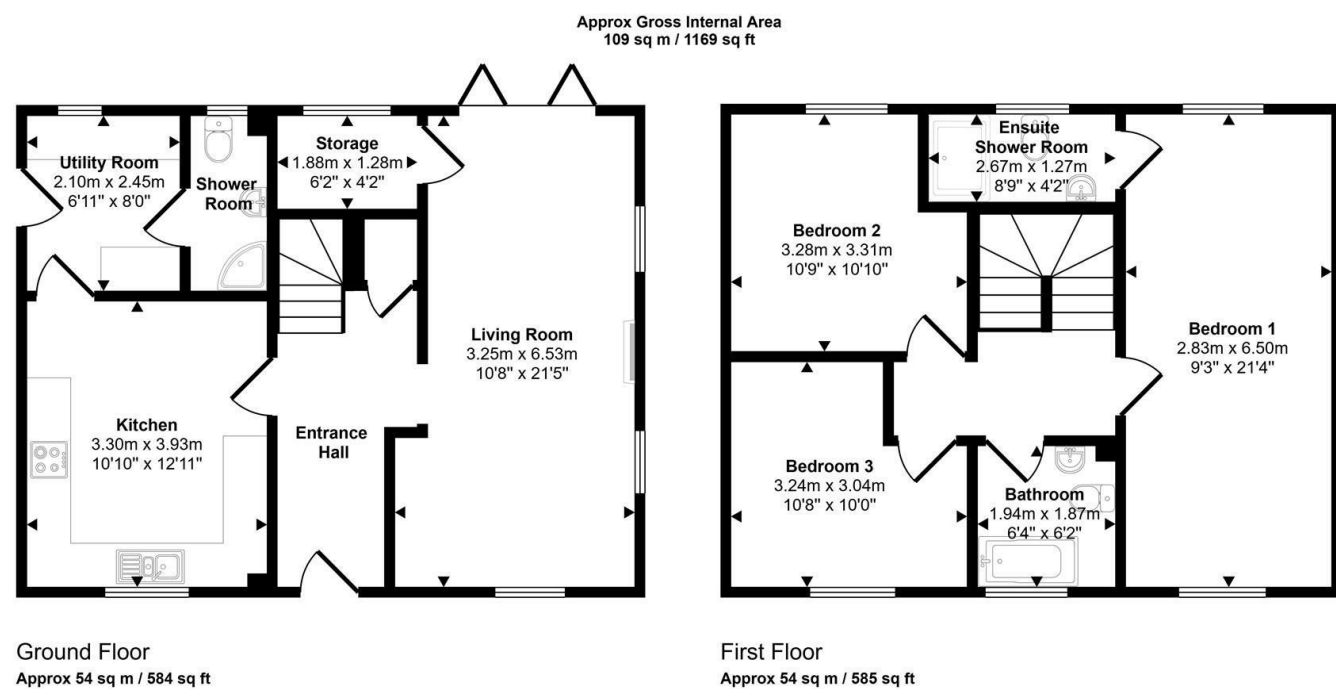 Approx Gross Internal Area
109 sq m / 1169 sq ft
Utility Room
2.10m x 2.45m
6'11" x 8'0"
Shower
Room
Storage
1.88m x 1.28m
6'2" x 4'2"
Living Room
3.25m x 6.53m
10'8" x 21'5"
Kitchen
3.30m x 3.93m
10'10" x 12'11"
Entrance
Hall
Ground Floor
Approx 54 sq m / 584 sq ft
Ensuite
Shower Room
2.67m x 1.27m
8'9" x 4'2"
Bedroom 2
3.28m x 3.31m
10'9" x 10'10"
Bedroom 1
2.83m x 6.50m
9'3" x 21'4"
Bedroom 3
3.24m x 3.04m
10'8" x 10'0"
Bathroom
1.94m x 1.87m
6'4" x 6'2"
First Floor
Approx 54 sq m / 585 sq ft